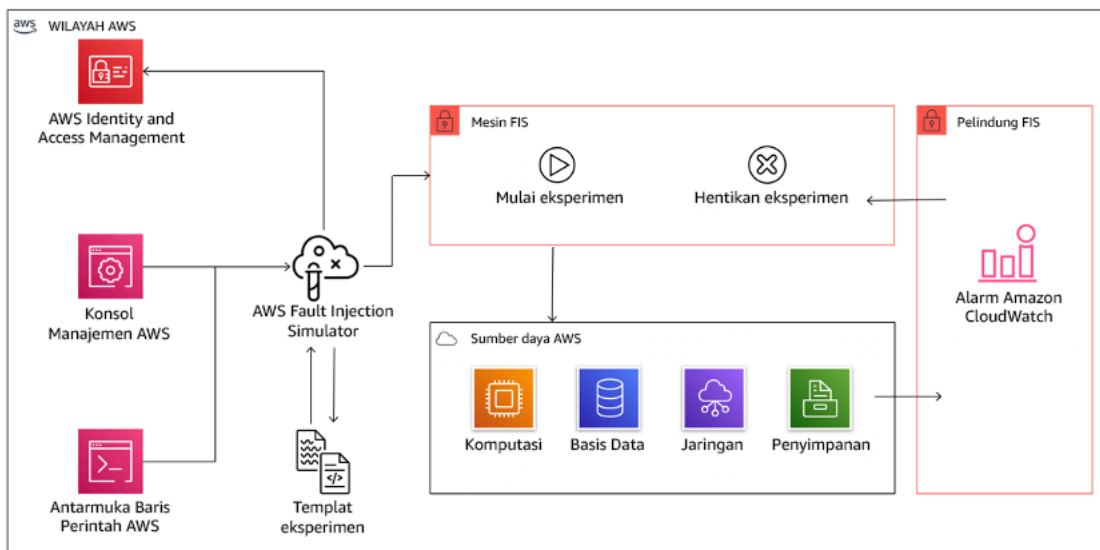 aws
WILAYAH AWS
AWS Identity and
Access Management
Konsol
Manajemen AWS
Antarmuka Baris
Perintah AWS
AWS Fault Injection
Simulator
Templat
eksperimen
Mesin FIS
Mulai eksperimen
Hentikan eksperimen
Sumber daya AWS
Komputasi
Basis Data
Jaringan
Penyimpanan
Pelindung FIS
Alarm Amazon
CloudWatch